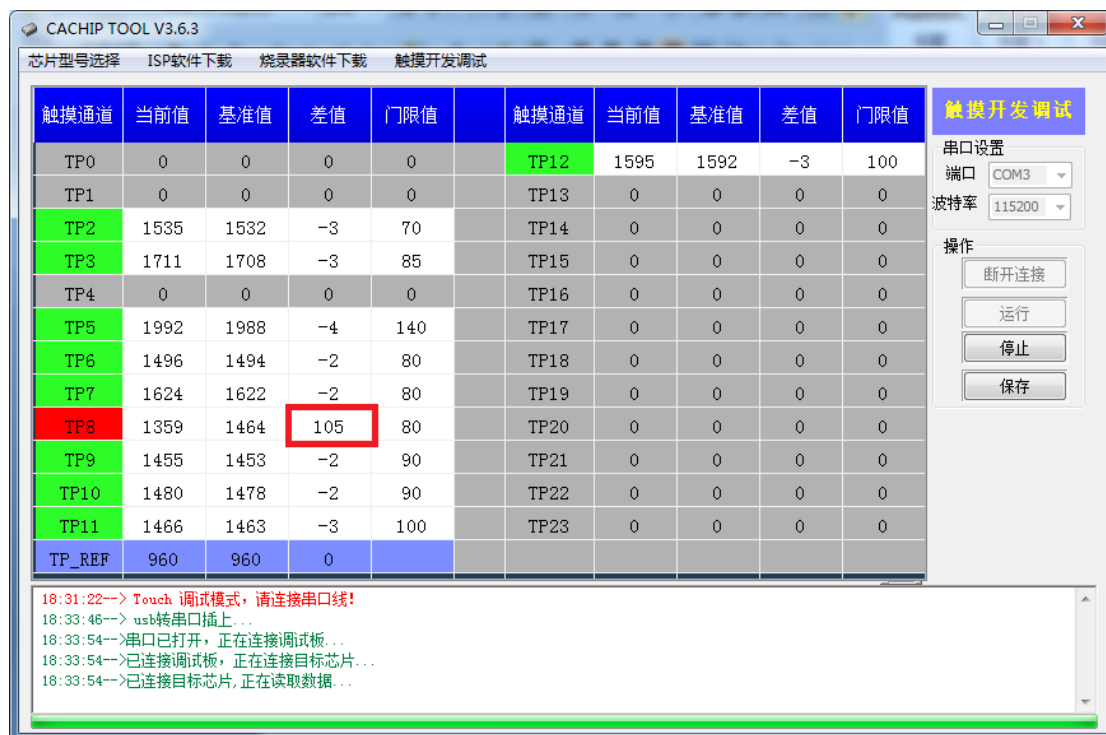 CACHIP TOOL V3.6.3
芯片型号选择 ISP软件下载 烧录器软件下载 触摸开发调试
触摸通道 当前值 基准值 差值 门限值 触摸通道 当前值 基准值 差值 门限值
TP0 0 0 0 0 TP12 1595 1592 -3 100
TP1 0 0 0 0 TP13 0 0 0 0
TP2 1535 1532 -3 70 TP14 0 0 0 0
TP3 1711 1708 -3 85 TP15 0 0 0 0
TP4 0 0 0 0 TP16 0 0 0 0
TP5 1992 1988 -4 140 TP17 0 0 0 0
TP6 1496 1494 -2 80 TP18 0 0 0 0
TP7 1624 1622 -2 80 TP19 0 0 0 0
TP8 1359 1464 105 80 TP20 0 0 0 0
TP9 1455 1453 -2 90 TP21 0 0 0 0
TP10 1480 1478 -2 90 TP22 0 0 0 0
TP11 1466 1463 -3 100 TP23 0 0 0 0
TP_REF 960 960 0
触摸开发调试
串口设置
端口 COM3
波特率 115200
操作
断开连接
运行
停止
保存
18:31:22--> Touch 调试模式，请连接串口线!
18:33:46--> usb转串口插上...
18:33:54-->串口已打开，正在连接调试板...
18:33:54-->已连接调试板，正在连接目标芯片...
18:33:54-->已连接目标芯片,正在读取数据...